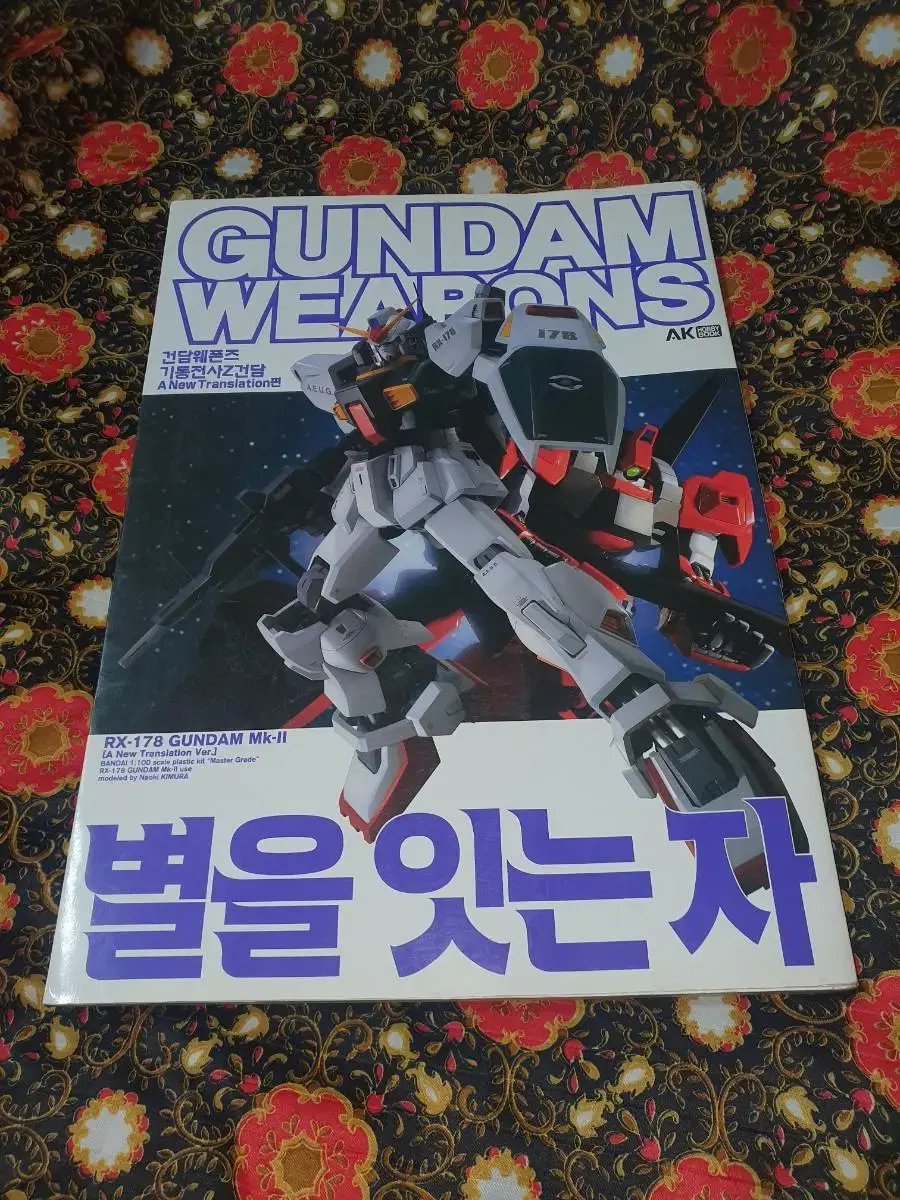 GUNDAM
WEAPONS
AK HOBBY BOOK
건담웨폰즈
기동전사Z건담
A New Translation편
RX-178
178
A.E.U.G.
RX-178 GUNDAM Mk-II
[A New Translation Ver.]
BANDAI 1:100 scale plastic kit "Master Grade"
RX-178 GUNDAM Mk-II use
modeled by Naoki KIMURA
별을 잇는 자